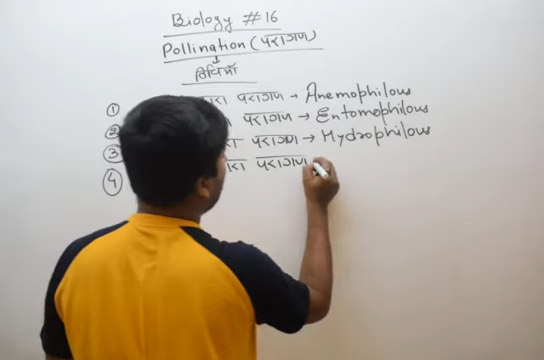 Biology #16
Pollination (परागण)
विधियाँ
① परागण → Anemophilous
② परागण → Entomophilous
③ परागण → Hydrophilous
④ परागण